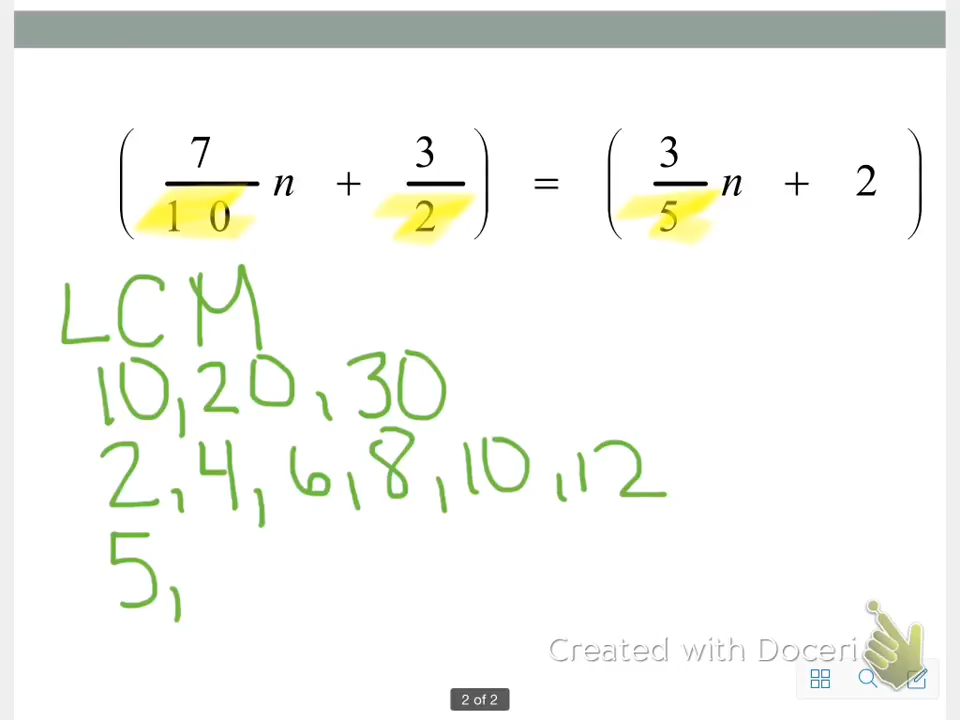 ( 7/10 n + 3/2 ) = ( 3/5 n + 2 )
LCM
10, 20, 30
2, 4, 6, 8, 10, 12
5,
Created with Doceri
2 of 2